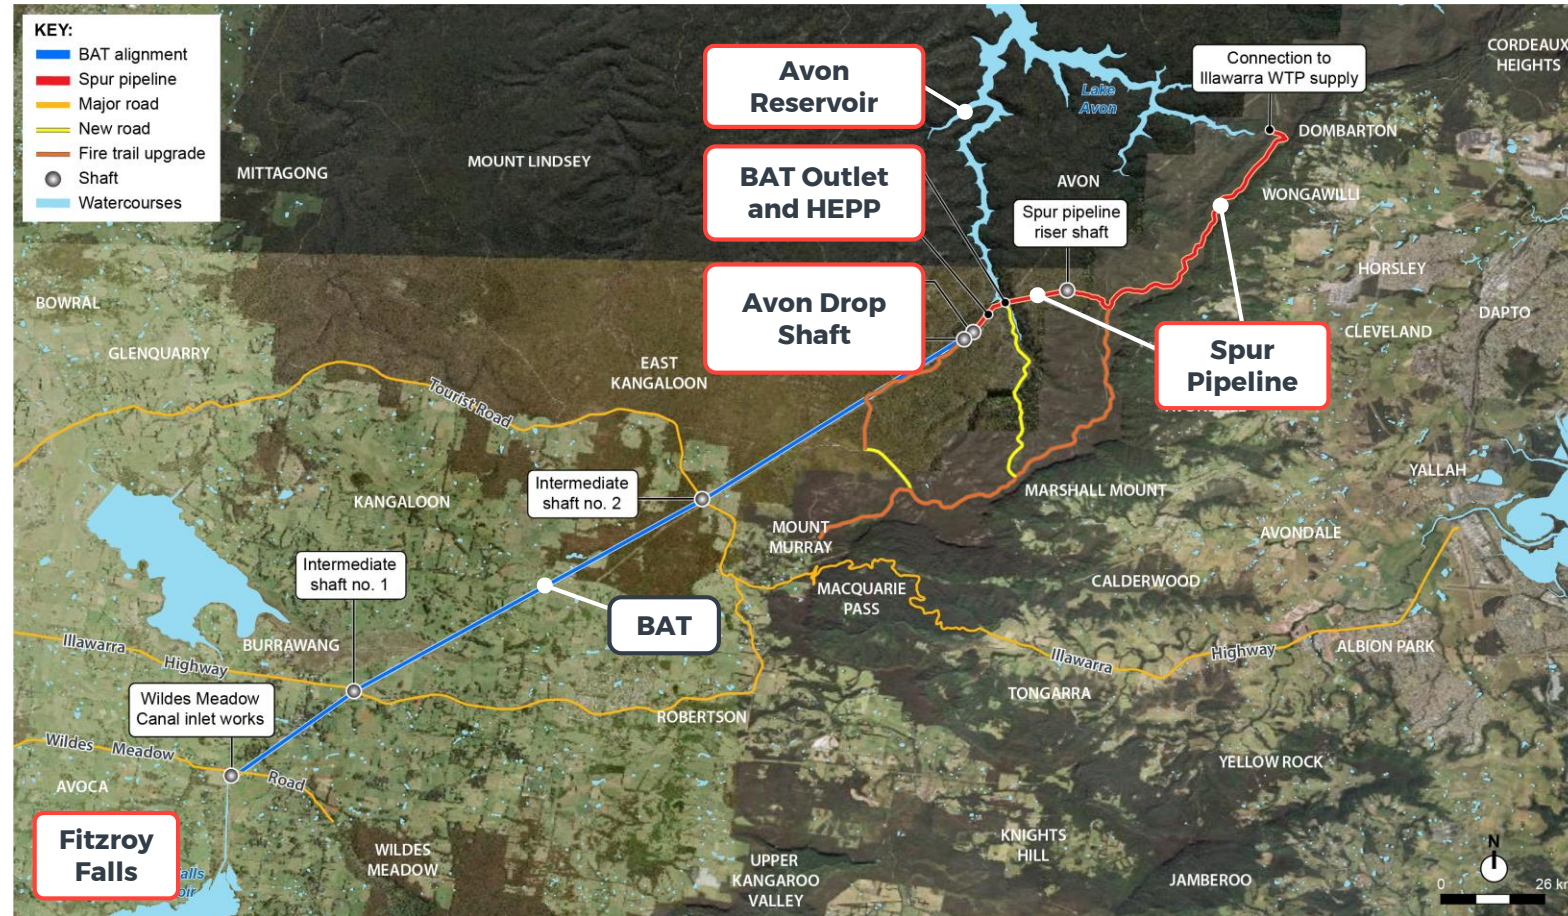 KEY:
BAT alignment
Spur pipeline
Major road
New road
Fire trail upgrade
Shaft
Watercourses
CORDEAUX
HEIGHTS
Connection to
Illawarra WTP supply
Avon
Reservoir
Lake
Avon
DOMBARTON
MITTAGONG
MOUNT LINDSEY
BAT Outlet
and HEPP
AVON
WONGAWILLI
Spur pipeline
riser shaft
HORSLEY
BOWRAL
Avon Drop
Shaft
DAPTO
CLEVELAND
GLENQUARRY
EAST
KANGALOON
Spur
Pipeline
Tourist Road
YALLAH
Intermediate
shaft no. 2
KANGALOON
MARSHALL MOUNT
MOUNT
MURRAY
AVONDALE
Intermediate
shaft no. 1
CALDERWOOD
MACQUARIE
PASS
BAT
BURRAWANG
Illawarra
Highway
Illawarra
Highway
ALBION PARK
Wildes Meadow
Canal inlet works
TONGARRA
ROBERTSON
Wildes Meadow
Road
YELLOW ROCK
AVOCA
Fitzroy
Falls
alls
oir
WILDES
MEADOW
KNIGHTS
HILL
UPPER
KANGAROO
VALLEY
JAMBEROO
N
0 26 km